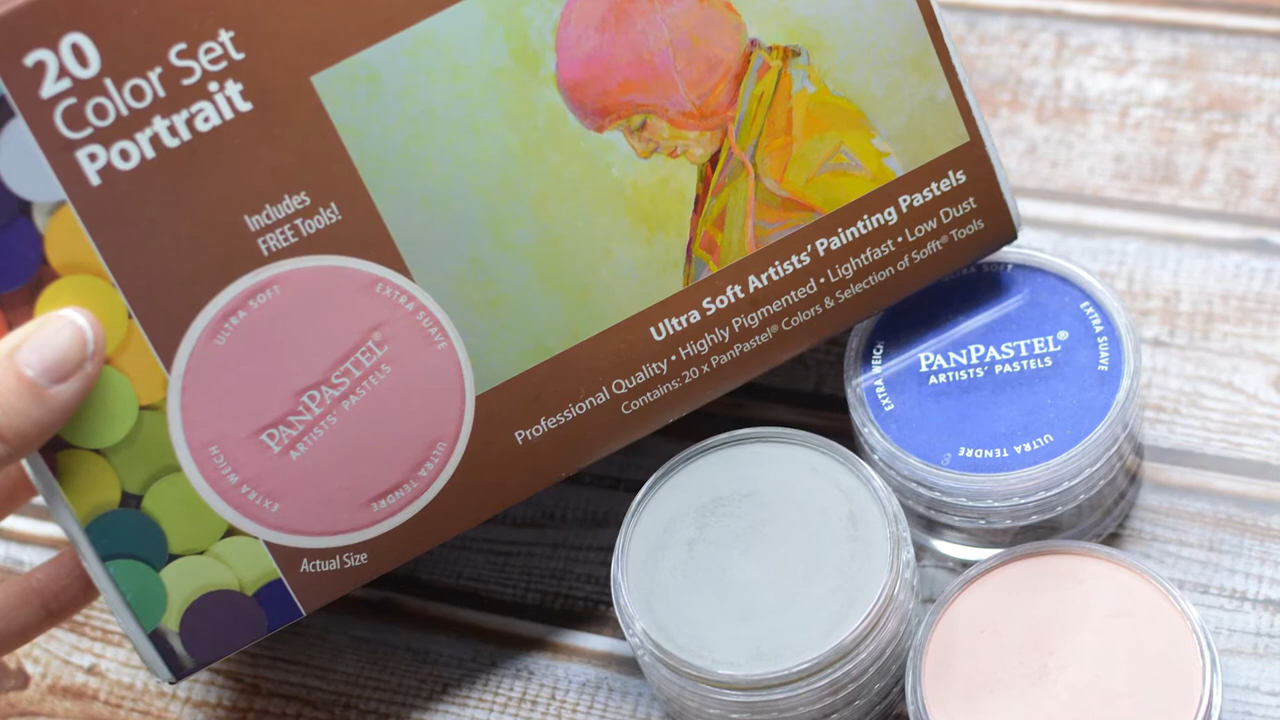 20
Color Set
Portrait
Includes
FREE Tools!
ULTRA SOFT
EXTRA SUAVE
PANPASTEL®
ARTISTS' PASTELS
EXTRA WEICH
ULTRA TENDRE
Actual Size
Ultra Soft Artists' Painting Pastels
Professional Quality • Highly Pigmented • Lightfast • Low Dust
Contains: 20 x PanPastel® Colors & Selection of Sofft® Tools
ULTRA SOFT
EXTRA SUAVE
PANPASTEL®
ARTISTS' PASTELS
EXTRA WEICH
ULTRA TENDRE